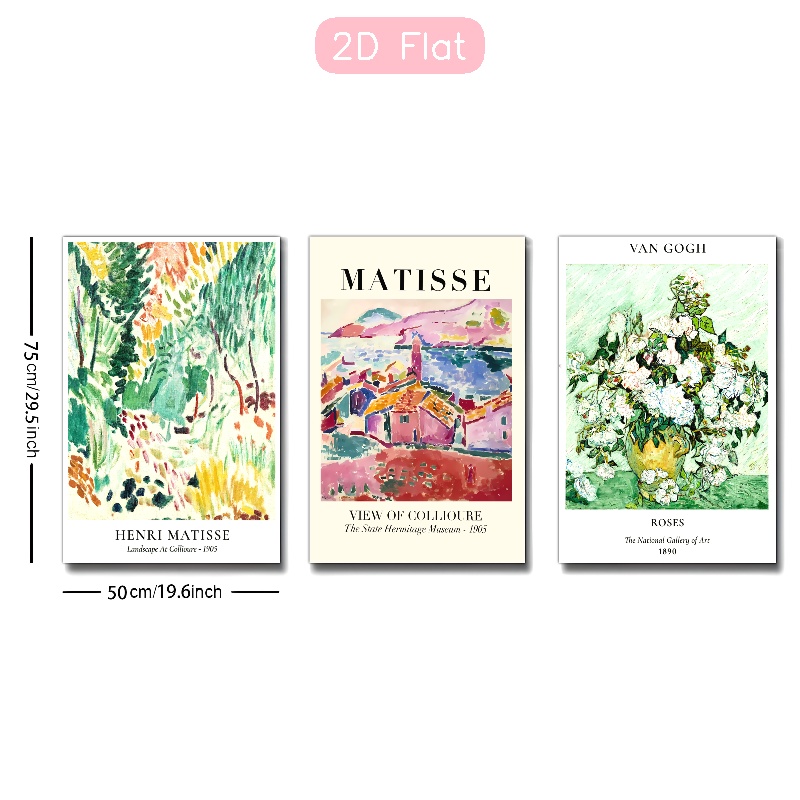 2D Flat
75cm/29.5inch
50cm/19.6inch
HENRI MATISSE
Landscape At Collioure - 1905
MATISSE
VIEW OF COLLIOURE
The State Hermitage Museum - 1905
VAN GOGH
ROSES
The National Gallery of Art
1890